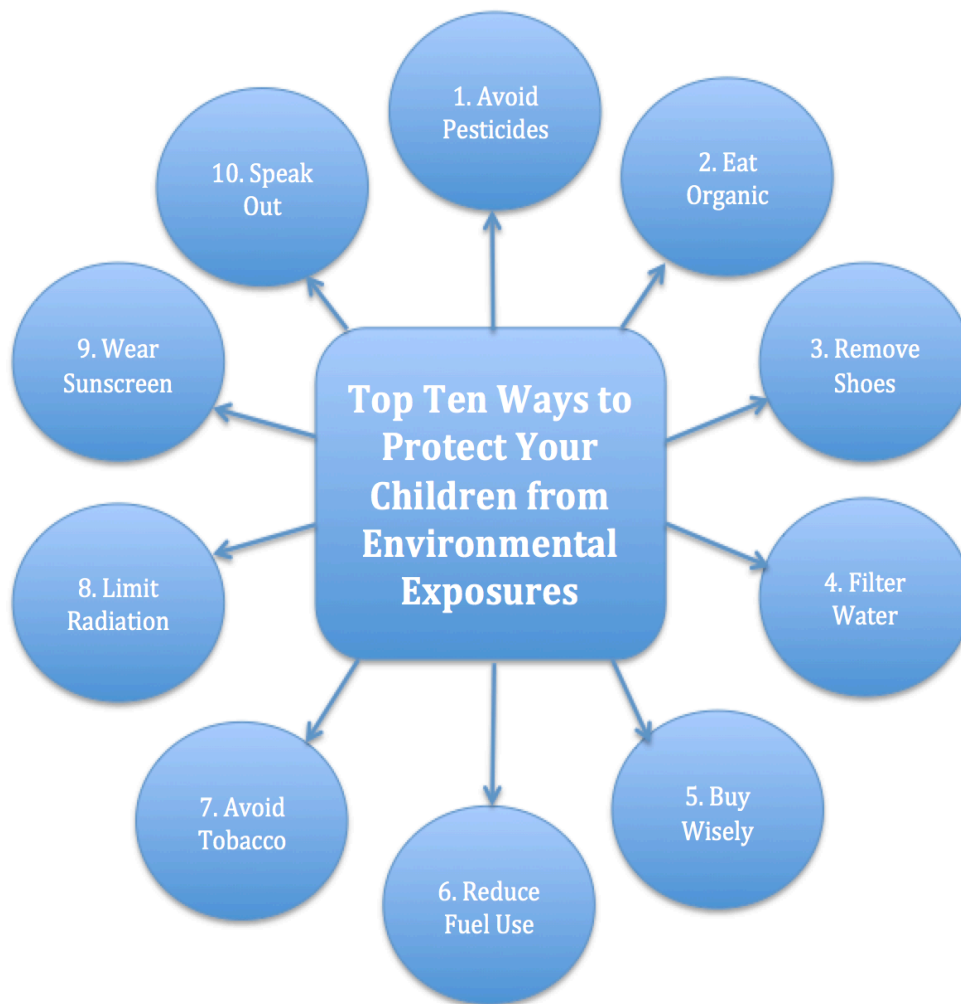 Top Ten Ways to
Protect Your
Children from
Environmental
Exposures
1. Avoid
Pesticides
2. Eat
Organic
3. Remove
Shoes
4. Filter
Water
5. Buy
Wisely
6. Reduce
Fuel Use
7. Avoid
Tobacco
8. Limit
Radiation
9. Wear
Sunscreen
10. Speak
Out